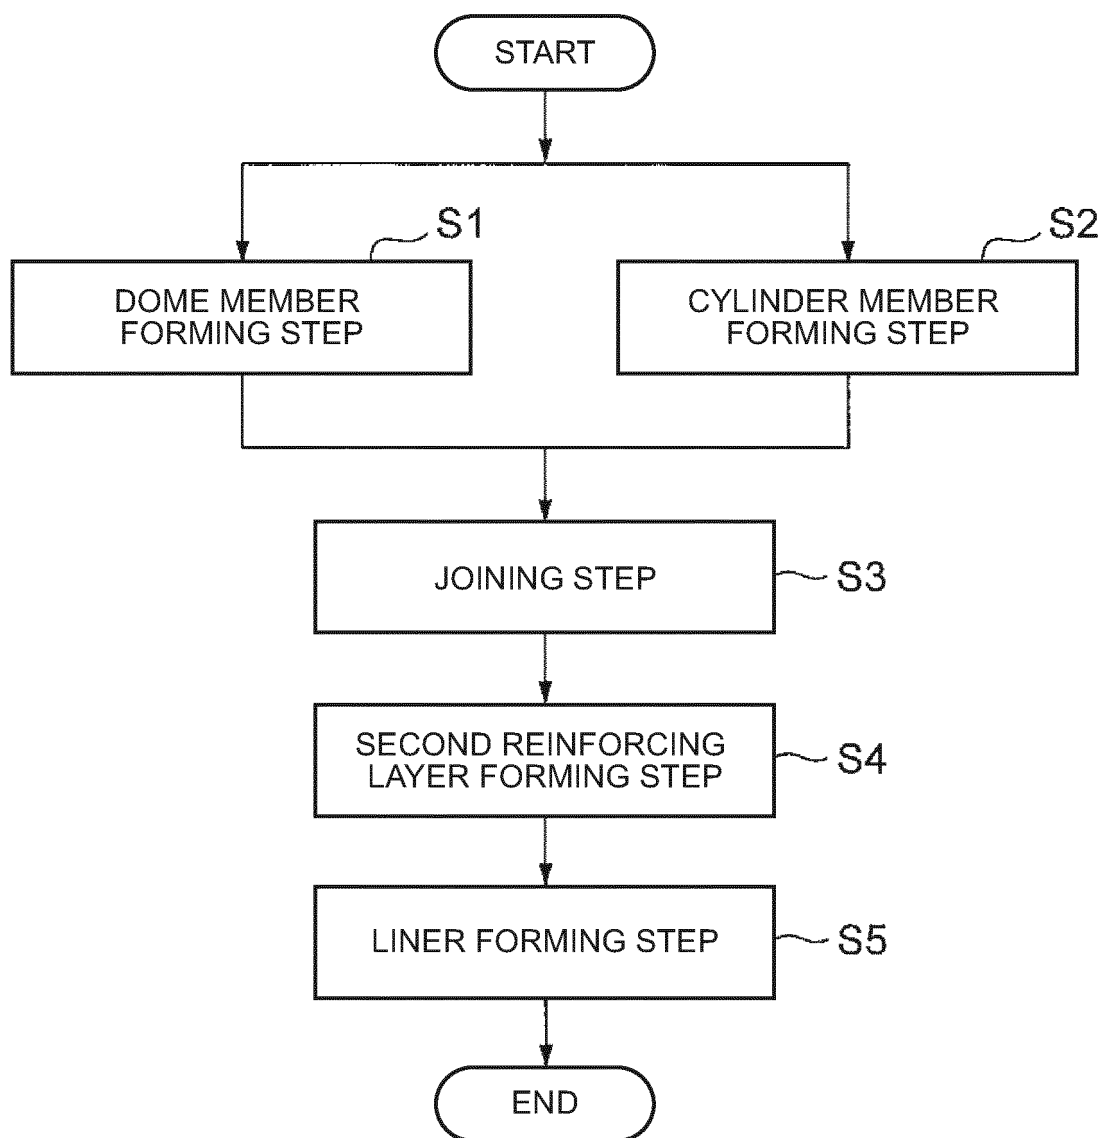 START
S1
S2
DOME MEMBER
FORMING STEP
CYLINDER MEMBER
FORMING STEP
JOINING STEP
S3
SECOND REINFORCING
LAYER FORMING STEP
S4
LINER FORMING STEP
S5
END